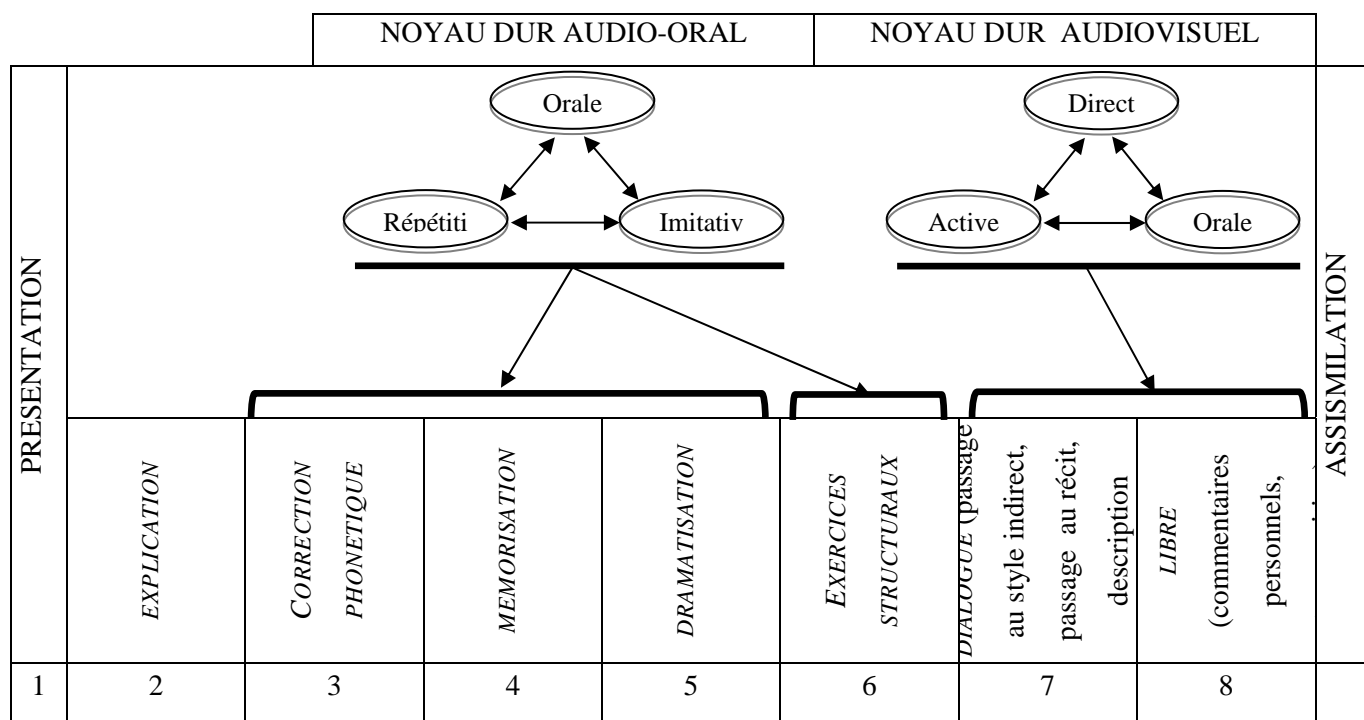 NOYAU DUR AUDIO-ORAL
NOYAU DUR AUDIOVISUEL
PRESENTATION
Orale
Répétiti
Imitativ
Direct
Active
Orale
ASSISMILATION
EXPLICATION
CORRECTION
PHONETIQUE
MEMORISATION
DRAMATISATION
EXERCICES
STRUCTURAUX
DIALOGUE (passage
au style indirect,
passage au récit,
description
LIBRE
(commentaires
personnels,
1
2
3
4
5
6
7
8